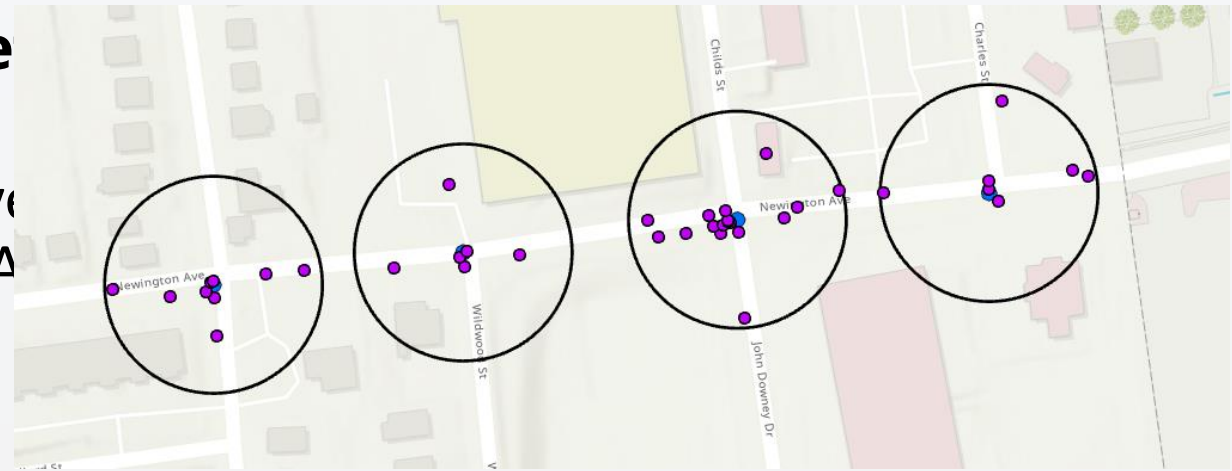 Childs St
Charles St
Newington Ave
Newington Ave
Wildwood St
John Downey Dr